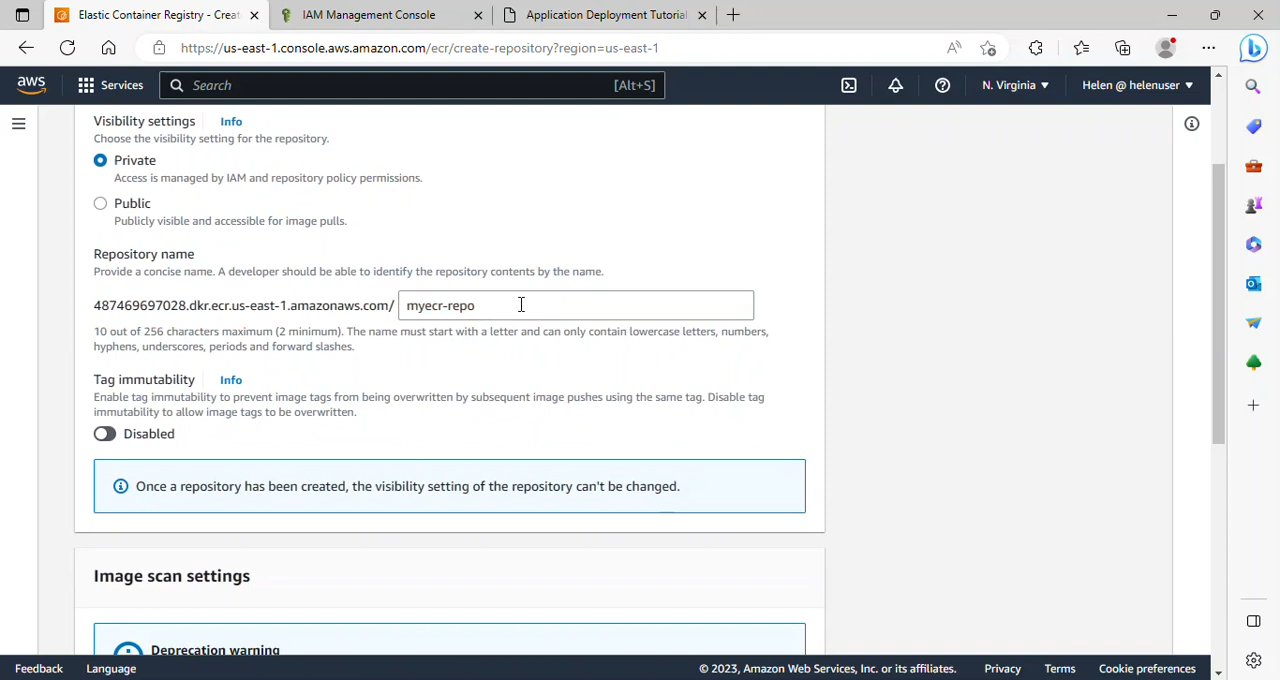 Elastic Container Registry - Creat
IAM Management Console
Application Deployment Tutorial
https://us-east-1.console.aws.amazon.com/ecr/create-repository?region=us-east-1
aws
Services
Search
[Alt+S]
N. Virginia
Helen @ helenuser
Visibility settings
Info
Choose the visibility setting for the repository.
Private
Access is managed by IAM and repository policy permissions.
Public
Publicly visible and accessible for image pulls.
Repository name
Provide a concise name. A developer should be able to identify the repository contents by the name.
487469697028.dkr.ecr.us-east-1.amazonaws.com/
myecr-repo
10 out of 256 characters maximum (2 minimum). The name must start with a letter and can only contain lowercase letters, numbers,
hyphens, underscores, periods and forward slashes.
Tag immutability
Info
Enable tag immutability to prevent image tags from being overwritten by subsequent image pushes using the same tag. Disable tag
immutability to allow image tags to be overwritten.
Disabled
Once a repository has been created, the visibility setting of the repository can't be changed.
Image scan settings
Deprecation warning
Feedback
Language
© 2023, Amazon Web Services, Inc. or its affiliates.
Privacy
Terms
Cookie preferences